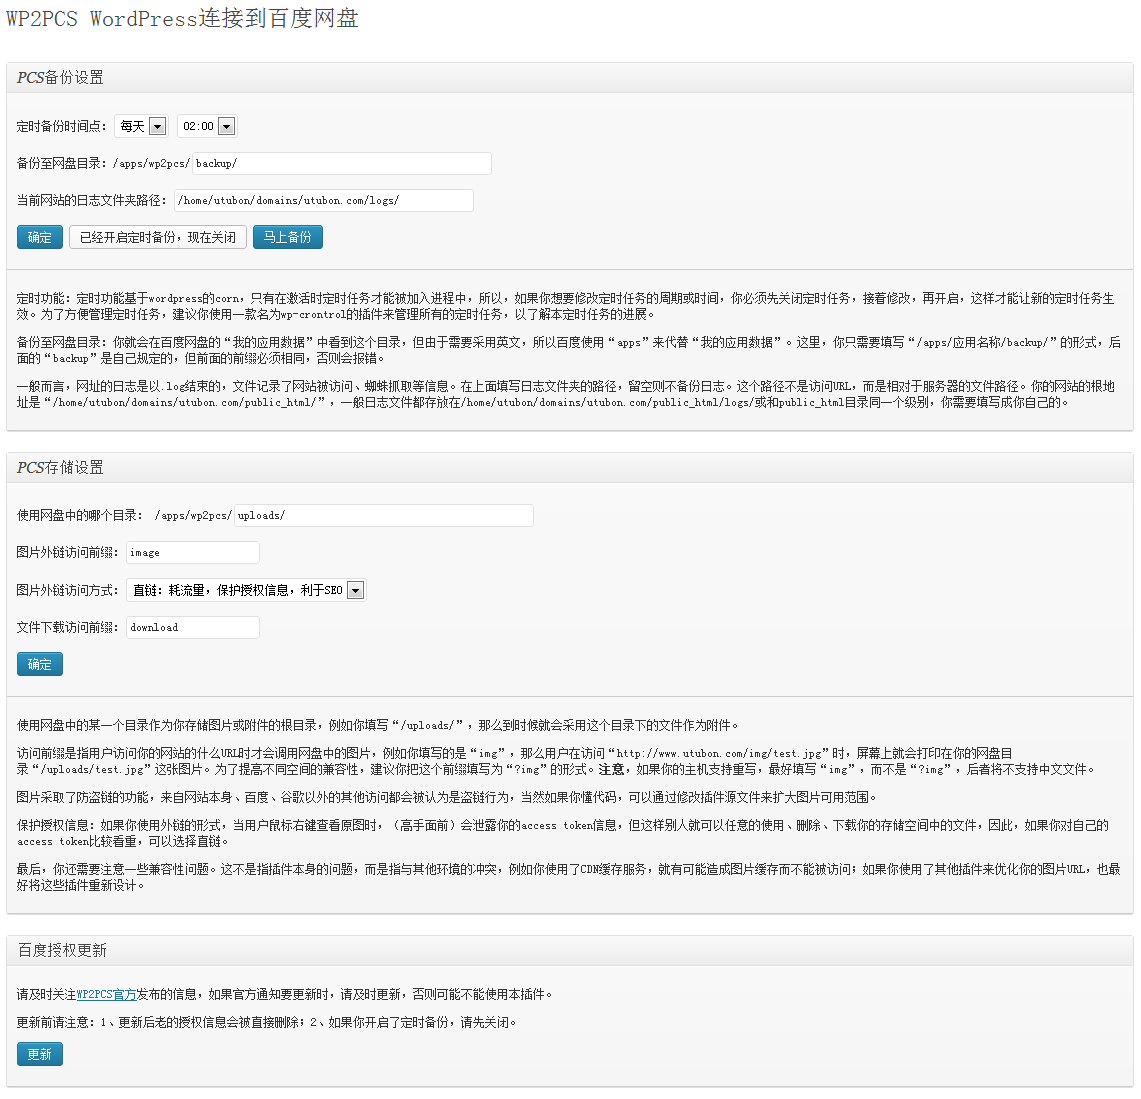 WP2PCS WordPress连接到百度网盘
PCS备份设置
定时备份时间点： 每天 02:00
备份至网盘目录：/apps/wp2pcs/ backup/
当前网站的日志文件夹路径： /home/utubon/domains/utubon.com/logs/
确定 已经开启定时备份，现在关闭 马上备份
定时功能：定时功能基于wordpress的corn，只有在激活时定时任务才能被加入进程中，所以，如果你想要修改定时任务的周期或时间，你必须先关闭定时任务，接着修改，再开启，这样才能让新的定时任务生
效。为了方便管理定时任务，建议你使用一款名为wp-crontrol的插件来管理所有的定时任务，以了解本定时任务的进展。
备份至网盘目录：你就会在百度网盘的“我的应用数据”中看到这个目录，但由于需要采用英文，所以百度使用“apps”来代替“我的应用数据”。这里，你只需要填写“/apps/应用名称/backup/”的形式，后
面的“backup”是自己规定的，但前面的前缀必须相同，否则会报错。
一般而言，网址的日志是以.log结束的，文件记录了网站被访问、蜘蛛抓取等信息。在上面填写日志文件夹的路径，留空则不备份日志。这个路径不是访问URL，而是相对于服务器的文件路径。你的网站的根地
址是“/home/utubon/domains/utubon.com/public_html/”，一般日志文件都存放在/home/utubon/domains/utubon.com/public_html/logs/或和public_html目录同一个级别，你需要填写成你自己的。
PCS存储设置
使用网盘中的哪个目录： /apps/wp2pcs/ uploads/
图片外链访问前缀： image
图片外链访问方式： 直链：耗流量，保护授权信息，利于SEO
文件下载访问前缀： download
确定
使用网盘中的某一个目录作为你存储图片或附件的根目录，例如你填写“/uploads/”，那么到时候就会采用这个目录下的文件作为附件。
访问前缀是指用户访问你的网站的什么URL时才会调用网盘中的图片，例如你填写的是“img”，那么用户在访问“http://www.utubon.com/img/test.jpg”时，屏幕上就会打印在你的网盘目
录“/uploads/test.jpg”这张图片。为了提高不同空间的兼容性，建议你把这个前缀填写为“?img”的形式。注意，如果你的主机支持重写，最好填写“img”，而不是“?img”，后者将不支持中文文件。
图片采取了防盗链的功能，来自网站本身、百度、谷歌以外的其他访问都会被认为是盗链行为，当然如果你懂代码，可以通过修改插件源文件来扩大图片可用范围。
保护授权信息：如果你使用外链的形式，当用户鼠标右键查看原图时，（高手面前）会泄露你的access token信息，但这样别人就可以任意的使用、删除、下载你的存储空间中的文件，因此，如果你对自己的
access token比较看重，可以选择直链。
最后，你还需要注意一些兼容性问题。这不是指插件本身的问题，而是指与其他环境的冲突，例如你使用了CDN缓存服务，就有可能造成图片缓存而不能被访问；如果你使用了其他插件来优化你的图片URL，也最
好将这些插件重新设计。
百度授权更新
请及时关注WP2PCS官方发布的信息，如果官方通知要更新时，请及时更新，否则可能不能使用本插件。
更新前请注意：1、更新后老的授权信息会被直接删除；2、如果你开启了定时备份，请先关闭。
更新